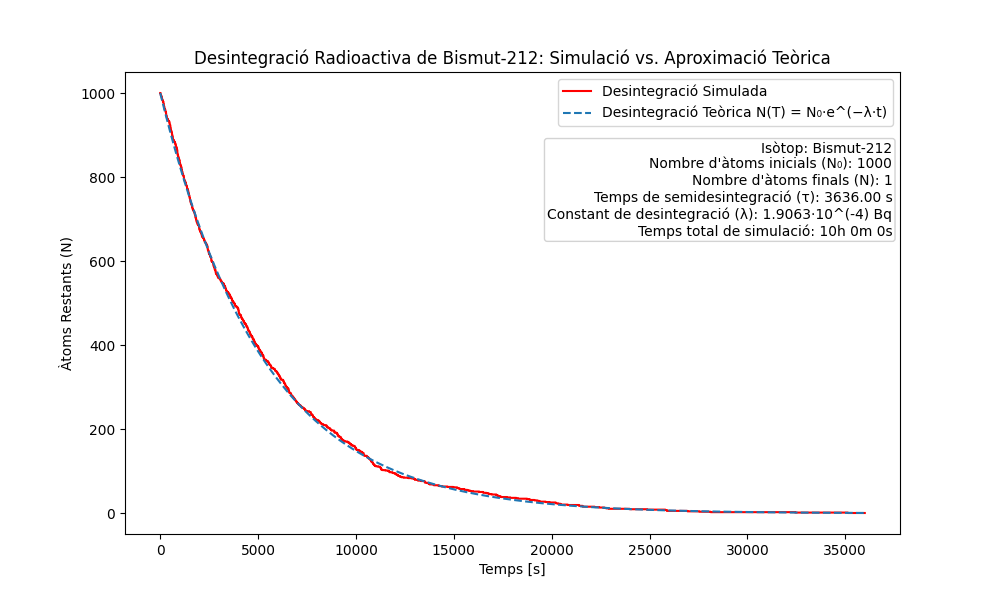 Desintegració Radioactiva de Bismut-212: Simulació vs. Aproximació Teòrica
Desintegració Simulada
Desintegració Teòrica N(T) = N₀·e^(−λ·t)
Isòtop: Bismut-212
Nombre d'àtoms inicials (N₀): 1000
Nombre d'àtoms finals (N): 1
Temps de semidesintegració (τ): 3636.00 s
Constant de desintegració (λ): 1.9063·10^(-4) Bq
Temps total de simulació: 10h 0m 0s
Àtoms Restants (N)
1000
800
600
400
200
0
0 5000 10000 15000 20000 25000 30000 35000
Temps [s]